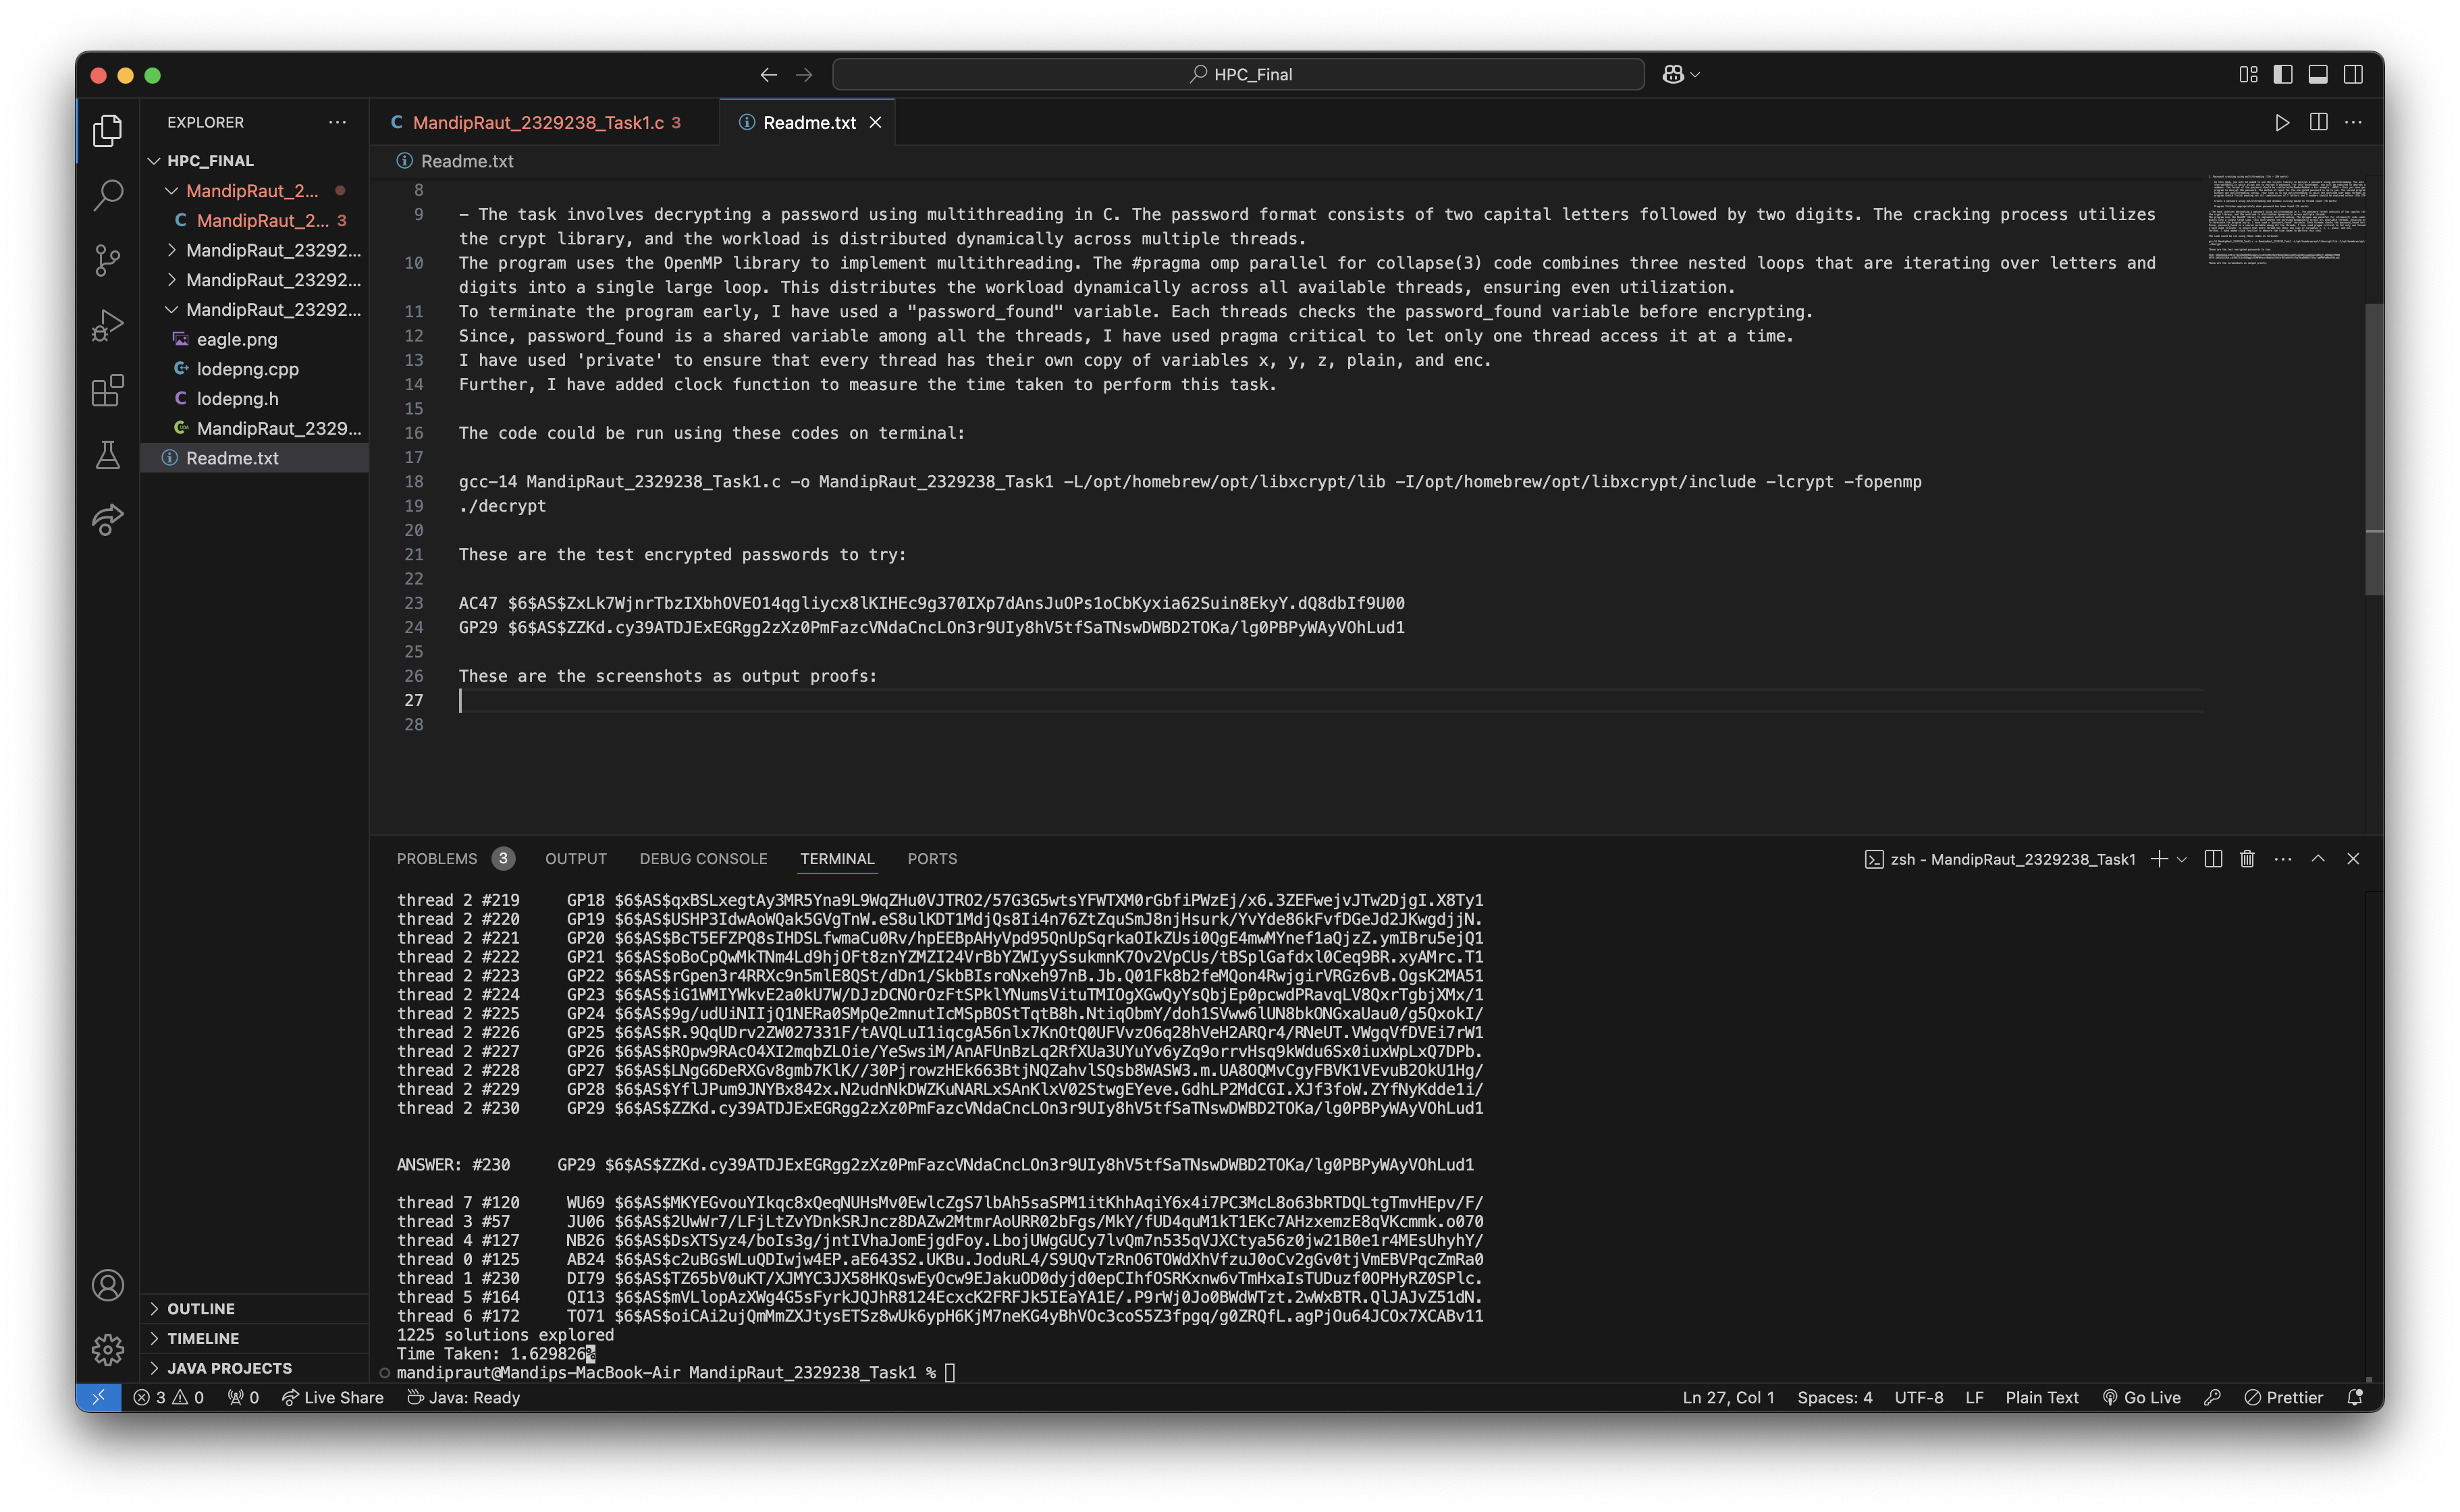 HPC_Final
EXPLORER
MandipRaut_2329238_Task1.c 3
Readme.txt
HPC_FINAL
Readme.txt
MandipRaut_2...
MandipRaut_2... 3
MandipRaut_23292...
MandipRaut_23292...
MandipRaut_23292...
eagle.png
lodepng.cpp
lodepng.h
MandipRaut_2329...
Readme.txt
8
9 - The task involves decrypting a password using multithreading in C. The password format consists of two capital letters followed by two digits. The cracking process utilizes
the crypt library, and the workload is distributed dynamically across multiple threads.
10 The program uses the OpenMP library to implement multithreading. The #pragma omp parallel for collapse(3) code combines three nested loops that are iterating over letters and
digits into a single large loop. This distributes the workload dynamically across all available threads, ensuring even utilization.
11 To terminate the program early, I have used a "password_found" variable. Each threads checks the password_found variable before encrypting.
12 Since, password_found is a shared variable among all the threads, I have used pragma critical to let only one thread access it at a time.
13 I have used 'private' to ensure that every thread has their own copy of variables x, y, z, plain, and enc.
14 Further, I have added clock function to measure the time taken to perform this task.
15
16 The code could be run using these codes on terminal:
17
18 gcc-14 MandipRaut_2329238_Task1.c -o MandipRaut_2329238_Task1 -L/opt/homebrew/opt/libxcrypt/lib -I/opt/homebrew/opt/libxcrypt/include -lcrypt -fopenmp
19 ./decrypt
20
21 These are the test encrypted passwords to try:
22
23 AC47 $6$AS$ZxLk7WjnrTbzIXbhOVEO14qgliycx8lKIHEc9g370IXp7dAnsJuOPs1oCbKyxia62Suin8EkyY.dQ8dbIf9U00
24 GP29 $6$AS$ZZKd.cy39ATDJExEGRgg2zXz0PmFazcVNdaCncLOn3r9UIy8hV5tfSaTNswDWBD2TOKa/lg0PBPyWAyVOhLud1
25
26 These are the screenshots as output proofs:
27
28
PROBLEMS 3 OUTPUT DEBUG CONSOLE TERMINAL PORTS
zsh - MandipRaut_2329238_Task1
thread 2 #219 GP18 $6$AS$qxBSLxegtAy3MR5Yna9L9WqZHu0VJTRO2/57G3G5wtsYFWTXM0rGbfiPWzEj/x6.3ZEFwejvJTw2DjgI.X8Ty1
thread 2 #220 GP19 $6$AS$USHP3IdwAoWQak5GVgTnW.eS8ulKDT1MdjQs8Ii4n76ZtZquSmJ8njHsurk/YvYde86kFvfDGeJd2JKwgdjjN.
thread 2 #221 GP20 $6$AS$BcT5EFZPQ8sIHDSLfwmaCu0Rv/hpEEBpAHyVpd95QnUpSqrkaOIkZUsi0QgE4mwMYnef1aQjzZ.ymIBru5ejQ1
thread 2 #222 GP21 $6$AS$oBoCpQwMkTNm4Ld9hjOFt8znYZMZI24VrBbYZWIyySsukmnK7Ov2VpCUs/tBSplGafdxl0Ceq9BR.xyAMrc.T1
thread 2 #223 GP22 $6$AS$rGpen3r4RRXc9n5mlE8QSt/dDn1/SkbBIsroNxeh97nB.Jb.Q01Fk8b2feMQon4RwjgirVRGz6vB.OgsK2MA51
thread 2 #224 GP23 $6$AS$iG1WMIYWkvE2a0kU7W/DJzDCNOrOzFtSPklYNumsVituTMIOgXGwQyYsQbjEp0pcwdPRavqLV8QxrTgbjXMx/1
thread 2 #225 GP24 $6$AS$9g/udUiNIIjQ1NERa0SMpQe2mnutIcMSpBOStTqtB8h.NtiqObmY/doh1SVww6lUN8bkONGxaUau0/g5QxokI/
thread 2 #226 GP25 $6$AS$R.9QqUDrv2ZW027331F/tAVQLuI1iqcgA56nlx7KnOtQ0UFVvzO6q28hVeH2ARQr4/RNeUT.VWgqVfDVEi7rW1
thread 2 #227 GP26 $6$AS$ROpw9RAcO4XI2mqbZLOie/YeSwsiM/AnAFUnBzLq2RfXUa3UYuYv6yZq9orrvHsq9kWdu6Sx0iuxWpLxQ7DPb.
thread 2 #228 GP27 $6$AS$LNgG6DeRXGv8gmb7KlK//30PjrowzHEk663BtjNQZahvlSQsb8WASW3.m.UA8OQMvCgyFBVK1VEvuB2OkU1Hg/
thread 2 #229 GP28 $6$AS$YflJPum9JNYBx842x.N2udnNkDWZKuNARLxSAnKlxV02StwgEYeve.GdhLP2MdCGI.XJf3foW.ZYfNyKdde1i/
thread 2 #230 GP29 $6$AS$ZZKd.cy39ATDJExEGRgg2zXz0PmFazcVNdaCncLOn3r9UIy8hV5tfSaTNswDWBD2TOKa/lg0PBPyWAyVOhLud1
ANSWER: #230 GP29 $6$AS$ZZKd.cy39ATDJExEGRgg2zXz0PmFazcVNdaCncLOn3r9UIy8hV5tfSaTNswDWBD2TOKa/lg0PBPyWAyVOhLud1
thread 7 #120 WU69 $6$AS$MKYEGvouYIkqc8xQeqNUHsMv0EwlcZgS7lbAh5saSPM1itKhhAqiY6x4i7PC3McL8o63bRTDQLtgTmvHEpv/F/
thread 3 #57 JU06 $6$AS$2UwWr7/LFjLtZvYDnkSRJncz8DAZw2MtmrAoURR02bFgs/MkY/fUD4quM1kT1EKc7AHzxemzE8qVKcmmk.o070
thread 4 #127 NB26 $6$AS$DsXTSyz4/boIs3g/jntIVhaJomEjgdFoy.LbojUWgGUCy7lvQm7n535qVJXCtya56z0jw21B0e1r4MEsUhyhY/
thread 0 #125 AB24 $6$AS$c2uBGsWLuQDIwjw4EP.aE643S2.UKBu.JoduRL4/S9UQvTzRnO6TOWdXhVfzuJ0oCv2gGv0tjVmEBVPqcZmRa0
thread 1 #230 DI79 $6$AS$TZ65bV0uKT/XJMYC3JX58HKQswEyOcw9EJakuOD0dyjd0epCIhfOSRKxnw6vTmHxaIsTUDuzf0OPHyRZ0SPlc.
thread 5 #164 QI13 $6$AS$mVLlopAzXWg4G5sFyrkJQJhR8124EcxcK2FRFJk5IEaYA1E/.P9rWj0Jo0BWdWTzt.2wWxBTR.QlJAJvZ51dN.
thread 6 #172 TO71 $6$AS$oiCAi2ujQmMmZXJtysETSz8wUk6ypH6KjM7neKG4yBhVOc3coS5Z3fpgq/g0ZRQfL.agPjOu64JCOx7XCABv11
1225 solutions explored
Time Taken: 1.629826%
mandipraut@Mandips-MacBook-Air MandipRaut_2329238_Task1 %
OUTLINE
TIMELINE
JAVA PROJECTS
3 0 0 Live Share Java: Ready
Ln 27, Col 1 Spaces: 4 UTF-8 LF Plain Text Go Live Prettier